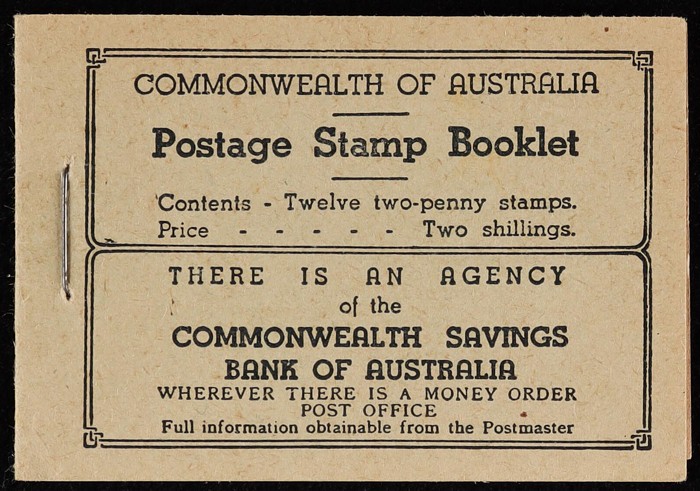 COMMONWEALTH OF AUSTRALIA
Postage Stamp Booklet
Contents - Twelve two-penny stamps.
Price - - - - - Two shillings.
THERE IS AN AGENCY
of the
COMMONWEALTH SAVINGS
BANK OF AUSTRALIA
WHEREVER THERE IS A MONEY ORDER
POST OFFICE
Full information obtainable from the Postmaster